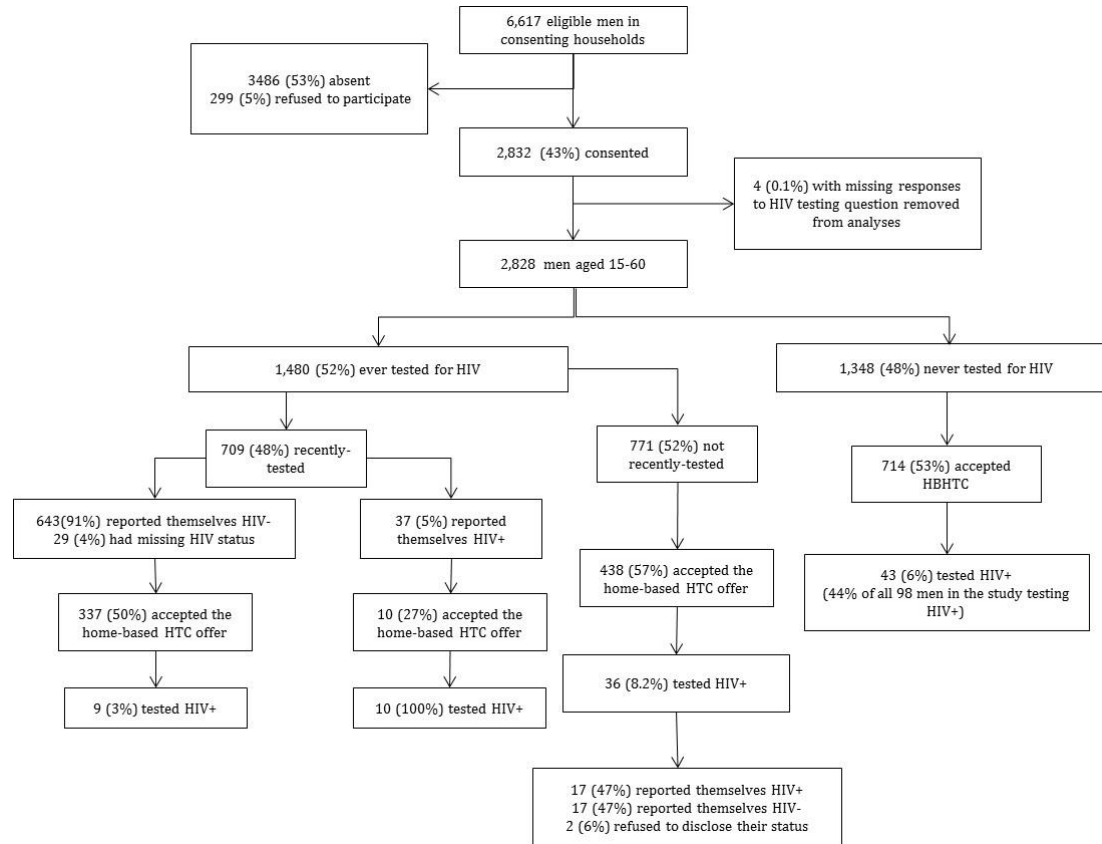 6,617 eligible men in
consenting households
3486 (53%) absent
299 (5%) refused to participate
2,832 (43%) consented
4 (0.1%) with missing responses
to HIV testing question removed
from analyses
2,828 men aged 15-60
1,480 (52%) ever tested for HIV
1,348 (48%) never tested for HIV
709 (48%) recently-
tested
771 (52%) not
recently-tested
714 (53%) accepted
HBHTC
643(91%) reported themselves HIV-
29 (4%) had missing HIV status
37 (5%) reported
themselves HIV+
438 (57%) accepted the
home-based HTC offer
43 (6%) tested HIV+
(44% of all 98 men in the study testing
HIV+)
337 (50%) accepted the
home-based HTC offer
10 (27%) accepted the
home-based HTC offer
36 (8.2%) tested HIV+
9 (3%) tested HIV+
10 (100%) tested HIV+
17 (47%) reported themselves HIV+
17 (47%) reported themselves HIV-
2 (6%) refused to disclose their status